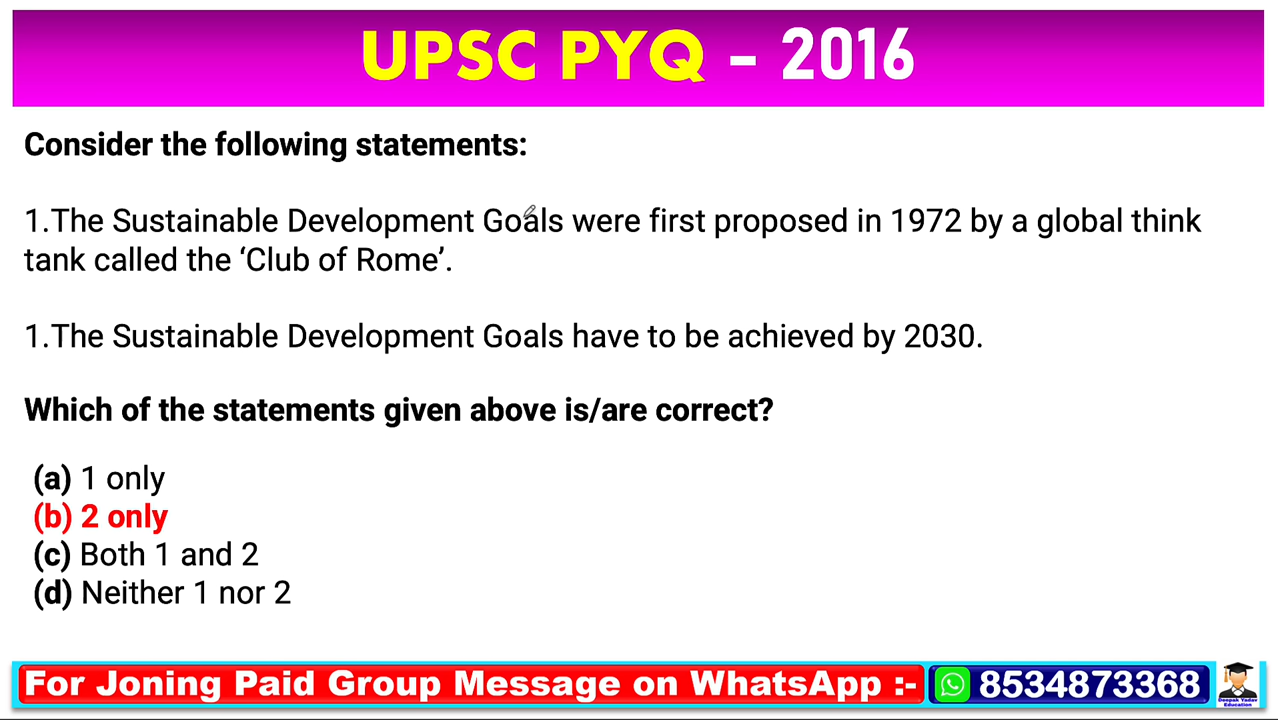 UPSC PYQ - 2016
Consider the following statements:
1.The Sustainable Development Goals were first proposed in 1972 by a global think
tank called the ‘Club of Rome’.
1.The Sustainable Development Goals have to be achieved by 2030.
Which of the statements given above is/are correct?
(a) 1 only
(b) 2 only
(c) Both 1 and 2
(d) Neither 1 nor 2
For Joning Paid Group Message on WhatsApp :- 8534873368
Deepak Yadav
Education